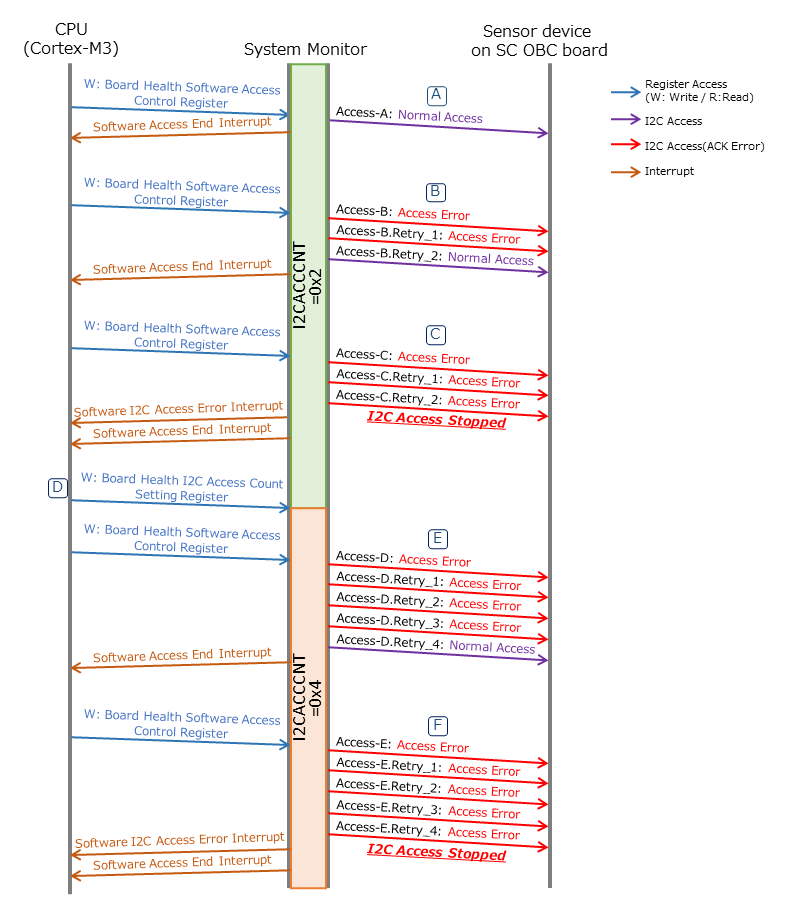 CPU
(Cortex-M3)
System Monitor
Sensor device
on SC OBC board
Register Access
(W: Write / R:Read)
I2C Access
I2C Access(ACK Error)
Interrupt
W: Board Health Software Access
Control Register
Software Access End Interrupt
A
Access-A: Normal Access
W: Board Health Software Access
Control Register
B
Access-B: Access Error
Access-B.Retry_1: Access Error
Access-B.Retry_2: Normal Access
Software Access End Interrupt
I2CACCCNT
=0x2
W: Board Health Software Access
Control Register
C
Access-C: Access Error
Access-C.Retry_1: Access Error
Access-C.Retry_2: Access Error
I2C Access Stopped
Software I2C Access Error Interrupt
Software Access End Interrupt
D
W: Board Health I2C Access Count
Setting Register
W: Board Health Software Access
Control Register
E
Access-D: Access Error
Access-D.Retry_1: Access Error
Access-D.Retry_2: Access Error
Access-D.Retry_3: Access Error
Access-D.Retry_4: Normal Access
Software Access End Interrupt
I2CACCCNT
=0x4
W: Board Health Software Access
Control Register
F
Access-E: Access Error
Access-E.Retry_1: Access Error
Access-E.Retry_2: Access Error
Access-E.Retry_3: Access Error
Access-E.Retry_4: Access Error
I2C Access Stopped
Software I2C Access Error Interrupt
Software Access End Interrupt